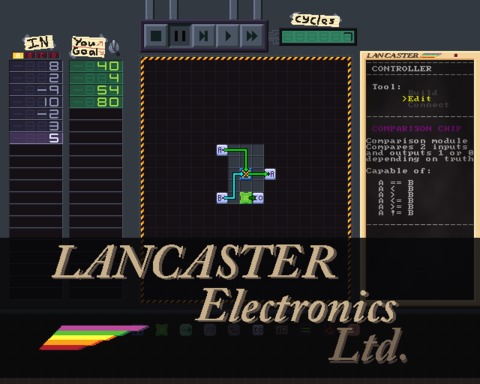 cycles
IN
Your Goal
8
2
-9
10
-2
3
5
40
4
54
80
A
B
A
LANCASTER
CONTROLLER
Tool:
Build
>Edit
Connect
COMPARISON CHIP
Comparison module
Compares 2 inputs
and outputs 1 or 0
depending on truth
Capable of:
A == B
A < B
A > B
A <= B
A >= B
A != B
LANCASTER
Electronics
Ltd.